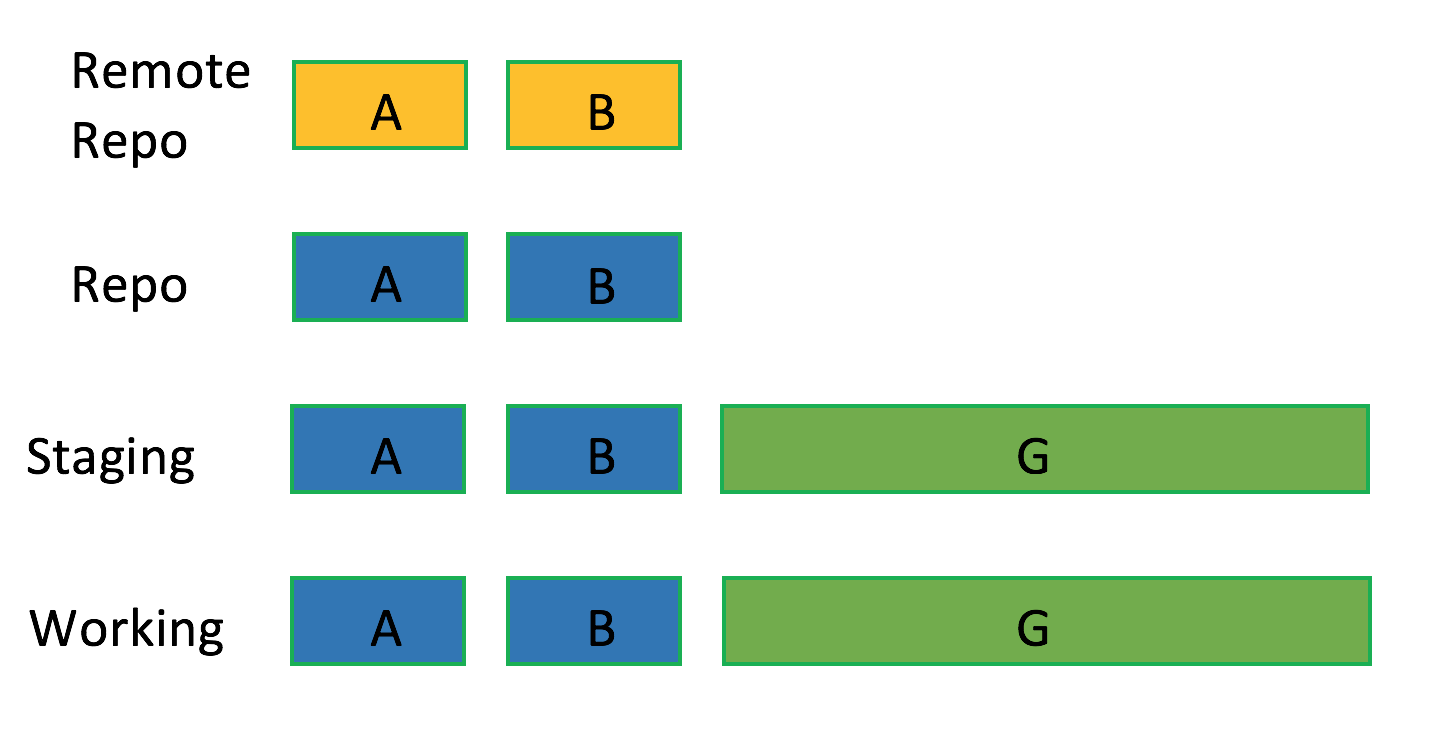 Remote
Repo
A B
Repo A B
Staging A B G
Working A B G